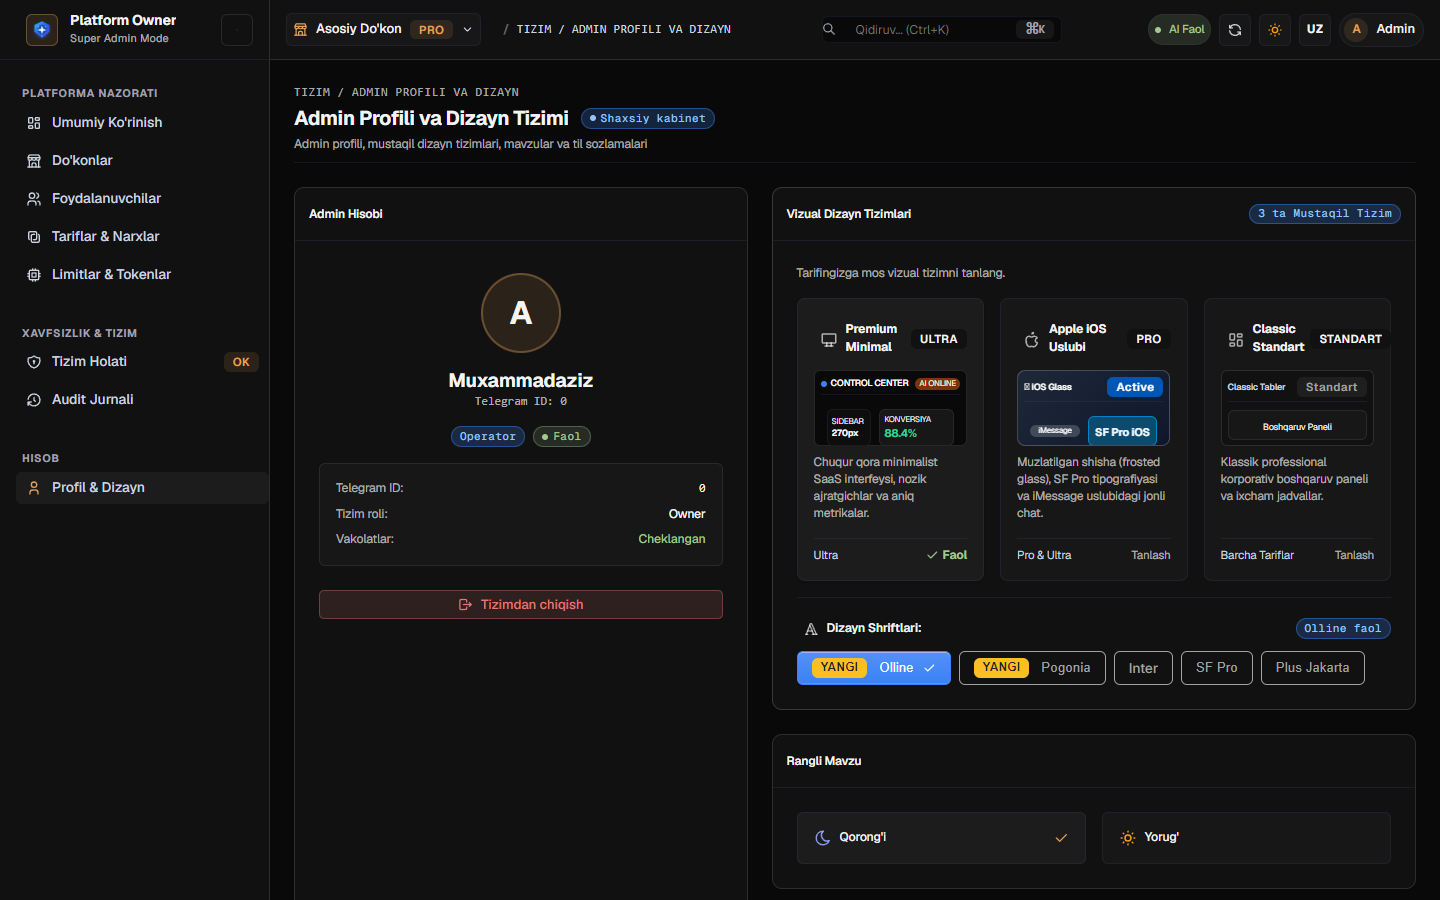 Platform Owner
Super Admin Mode
Asosiy Do'kon PRO
/ TIZIM / ADMIN PROFILI VA DIZAYN
Qidiruv... (Ctrl+K) ⌘K
AI Faol
UZ
A Admin
PLATFORMA NAZORATI
Umumiy Ko'rinish
Do'konlar
Foydalanuvchilar
Tariflar & Narxlar
Limitlar & Tokenlar
XAVFSIZLIK & TIZIM
Tizim Holati OK
Audit Jurnali
HISOB
Profil & Dizayn
TIZIM / ADMIN PROFILI VA DIZAYN
Admin Profili va Dizayn Tizimi Shaxsiy kabinet
Admin profili, mustaqil dizayn tizimlari, mavzular va til sozlamalari
Admin Hisobi
A
Muxammadaziz
Telegram ID: 0
Operator Faol
Telegram ID: 0
Tizim roli: Owner
Vakolatlar: Cheklangan
Tizimdan chiqish
Vizual Dizayn Tizimlari 3 ta Mustaqil Tizim
Tarifingizga mos vizual tizimni tanlang.
Premium
Minimal
ULTRA
CONTROL CENTER AI ONLINE
SIDEBAR
270px
KONVERSIYA
88.4%
Chuqur qora minimalist
SaaS interfeysi, nozik
ajratgichlar va aniq
metrikalar.
Ultra Faol
Apple iOS
Uslubi
PRO
iOS Glass Active
iMessage SF Pro iOS
Muzlatilgan shisha (frosted
glass), SF Pro tipografiyasi
va iMessage uslubidagi jonli
chat.
Pro & Ultra Tanlash
Classic
Standart
STANDART
Classic Tabler Standart
Boshqaruv Paneli
Klassik professional
korporativ boshqaruv paneli
va ixcham jadvallar.
Barcha Tariflar Tanlash
Dizayn Shriftlari: Olline faol
YANGI Olline
YANGI Pogonia
Inter
SF Pro
Plus Jakarta
Rangli Mavzu
Qorong'i
Yorug'